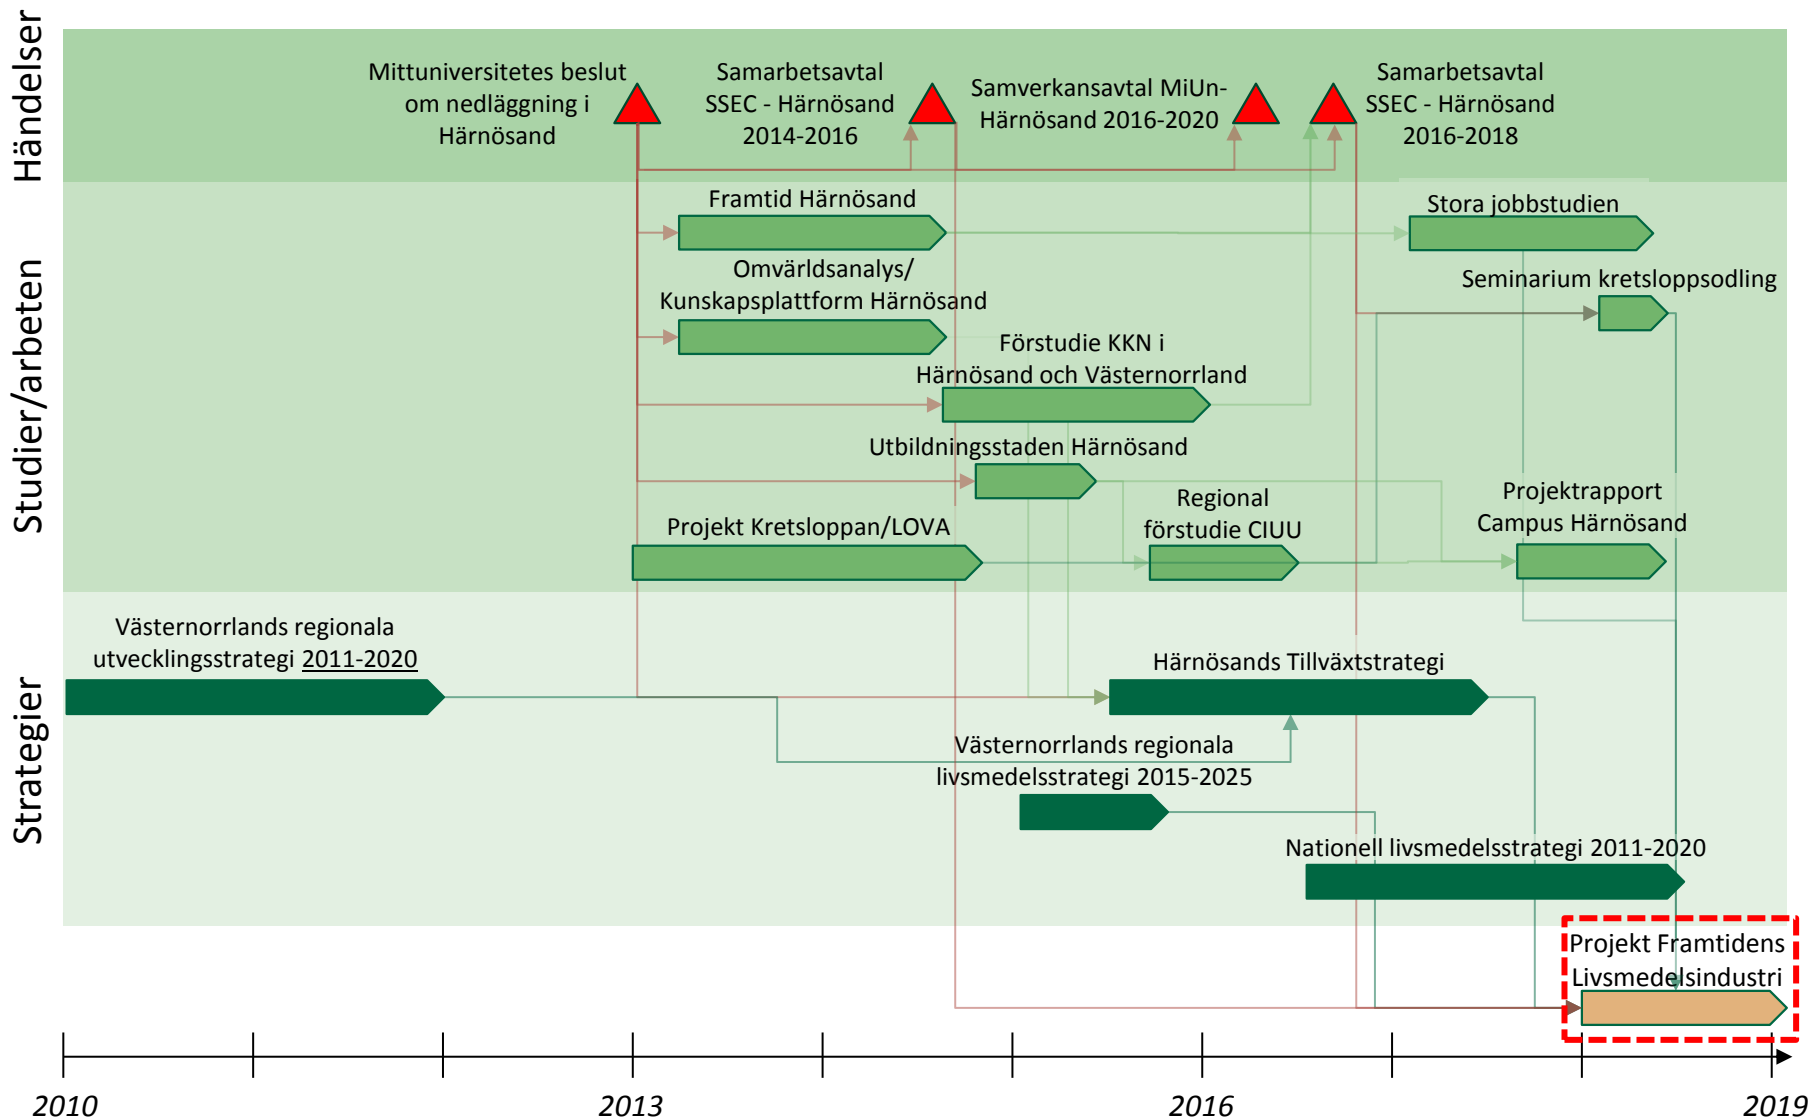 Händelser
Mittuniversitetes beslut
om nedläggning i
Härnösand
Samarbetsavtal
SSEC - Härnösand
2014-2016
Samverkansavtal MiUn-
Härnösand 2016-2020
Samarbetsavtal
SSEC - Härnösand
2016-2018
Studier/arbeten
Framtid Härnösand
Stora jobbstudien
Omvärldsanalys/
Kunskapsplattform Härnösand
Seminarium kretsloppsodling
Förstudie KKN i
Härnösand och Västernorrland
Utbildningsstaden Härnösand
Projekt Kretsloppan/LOVA
Regional
förstudie CIUU
Projektrapport
Campus Härnösand
Strategier
Västernorrlands regionala
utvecklingsstrategi 2011-2020
Härnösands Tillväxtstrategi
Västernorrlands regionala
livsmedelsstrategi 2015-2025
Nationell livsmedelsstrategi 2011-2020
Projekt Framtidens
Livsmedelsindustri
2010
2013
2016
2019